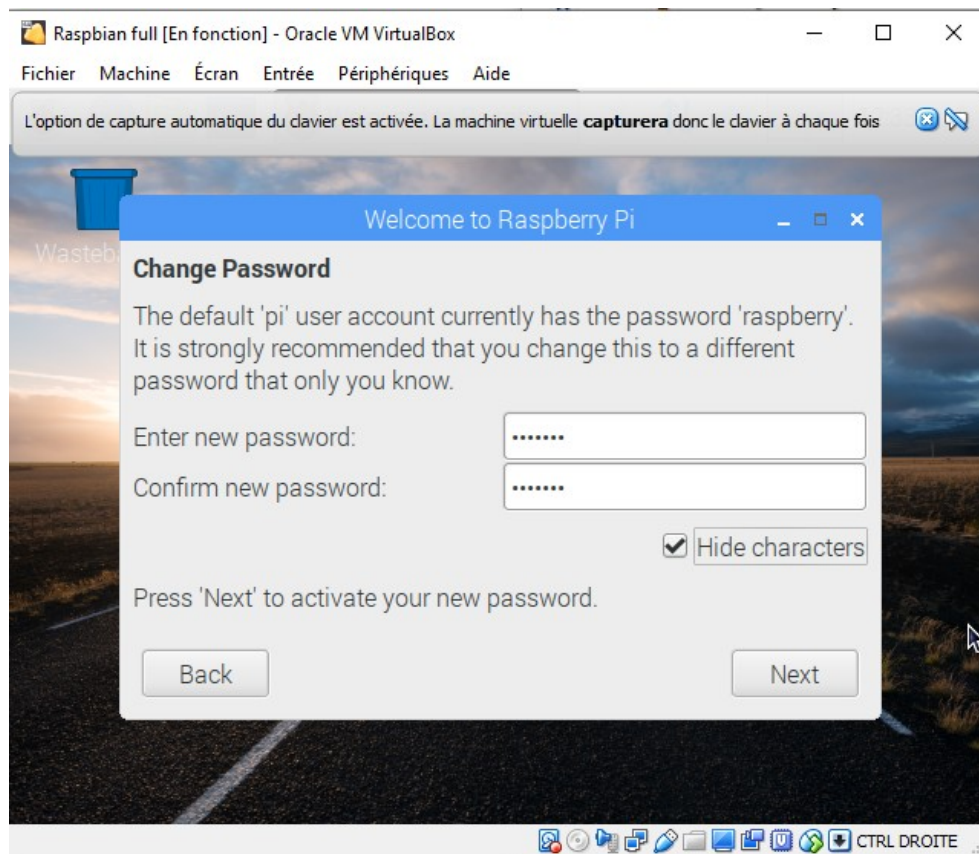 Raspbian full [En fonction] - Oracle VM VirtualBox
Fichier Machine Écran Entrée Périphériques Aide
L'option de capture automatique du clavier est activée. La machine virtuelle capturera donc le clavier à chaque fois
Welcome to Raspberry Pi
Change Password
The default 'pi' user account currently has the password 'raspberry'.
It is strongly recommended that you change this to a different
password that only you know.
Enter new password: •••••••
Confirm new password: •••••••
Hide characters
Press 'Next' to activate your new password.
Back Next
CTRL DROITE